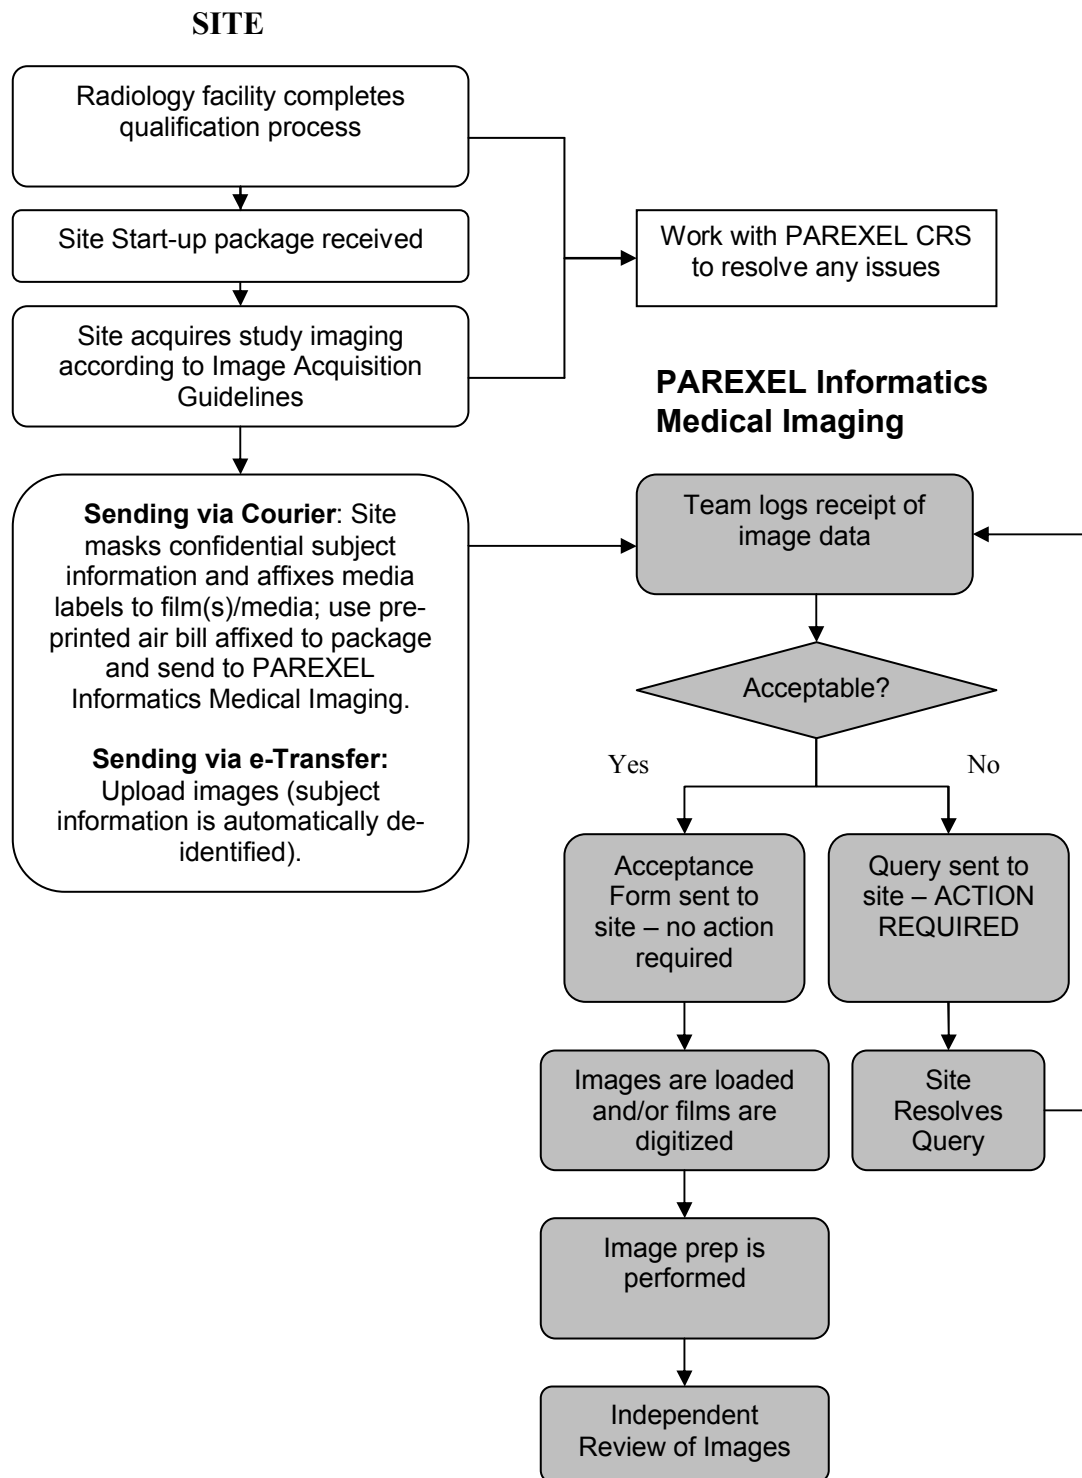 SITE
Radiology facility completes
qualification process
Site Start-up package received
Work with PAREXEL CRS
to resolve any issues
Site acquires study imaging
according to Image Acquisition
Guidelines
PAREXEL Informatics
Medical Imaging
Sending via Courier: Site
masks confidential subject
information and affixes media
labels to film(s)/media; use pre-
printed air bill affixed to package
and send to PAREXEL
Informatics Medical Imaging.
Sending via e-Transfer:
Upload images (subject
information is automatically de-
identified).
Team logs receipt of
image data
Acceptable?
Yes
No
Acceptance
Form sent to
site – no action
required
Query sent to
site – ACTION
REQUIRED
Images are loaded
and/or films are
digitized
Site
Resolves
Query
Image prep is
performed
Independent
Review of Images